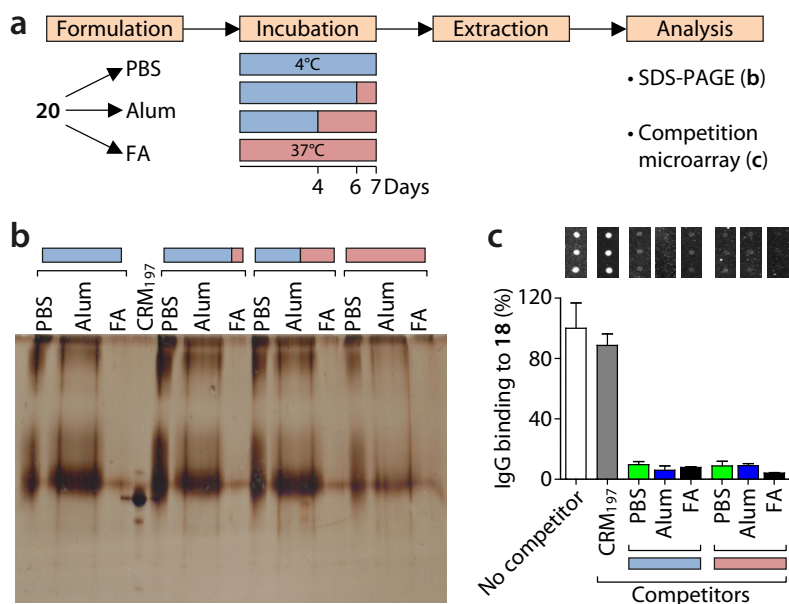 a
Formulation Incubation Extraction Analysis
PBS
20 Alum
FA
4°C
37°C
4 6 7 Days
• SDS-PAGE (b)
• Competition
microarray (c)
b
PBS Alum FA CRM197 PBS Alum FA PBS Alum FA PBS Alum FA
c
IgG binding to 18 (%)
120
80
40
0
No competitor CRM197 PBS Alum FA PBS Alum FA
Competitors